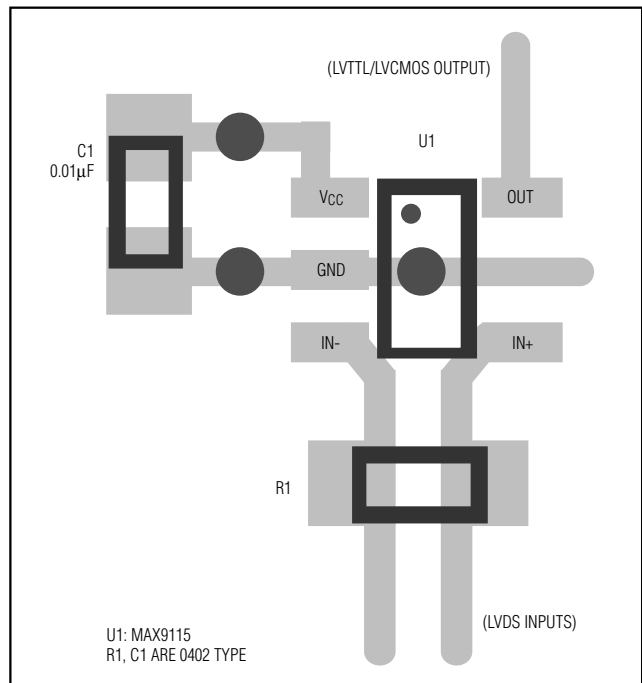 (LVTTL/LVCMOS OUTPUT)
C1
0.01µF
U1
VCC
OUT
GND
IN-
IN+
R1
(LVDS INPUTS)
U1: MAX9115
R1, C1 ARE 0402 TYPE